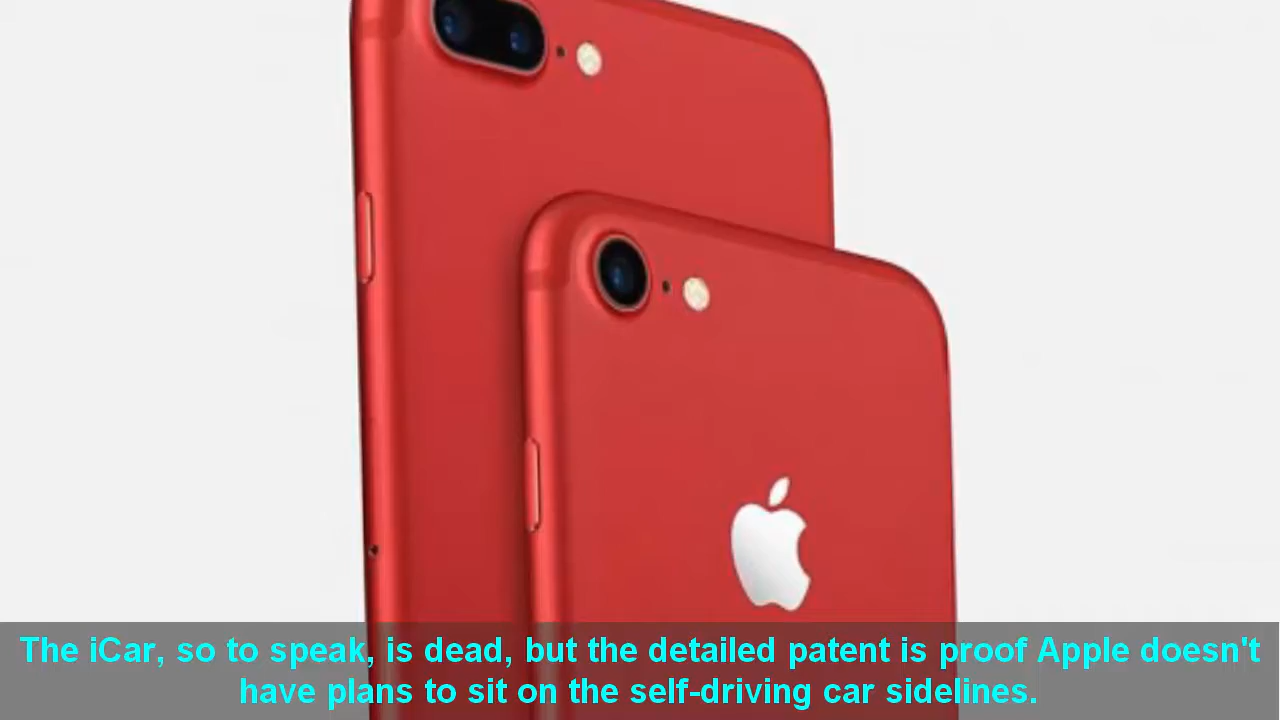 The iCar, so to speak, is dead, but the detailed patent is proof Apple doesn't
have plans to sit on the self-driving car sidelines.